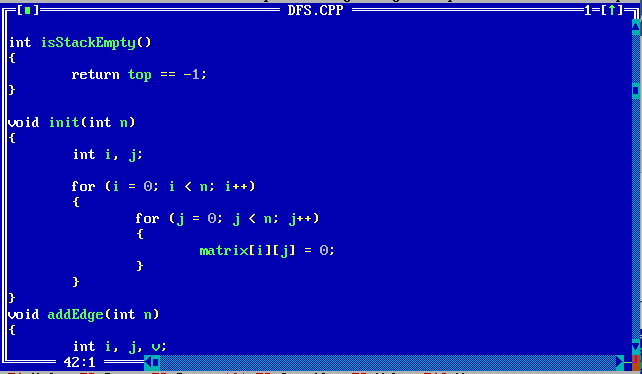 [■] DFS.CPP 1=[↑]
int isStackEmpty()
{
return top == -1;
}
void init(int n)
{
int i, j;
for (i = 0; i < n; i++)
{
for (j = 0; j < n; j++)
{
matrix[i][j] = 0;
}
}
}
void addEdge(int n)
{
int i, j, v;
42:1